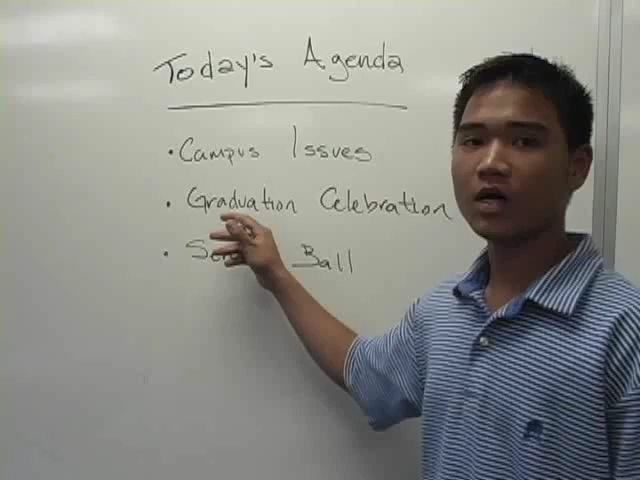 Today's Agenda
• Campus Issues
• Graduation Celebration
• Ball